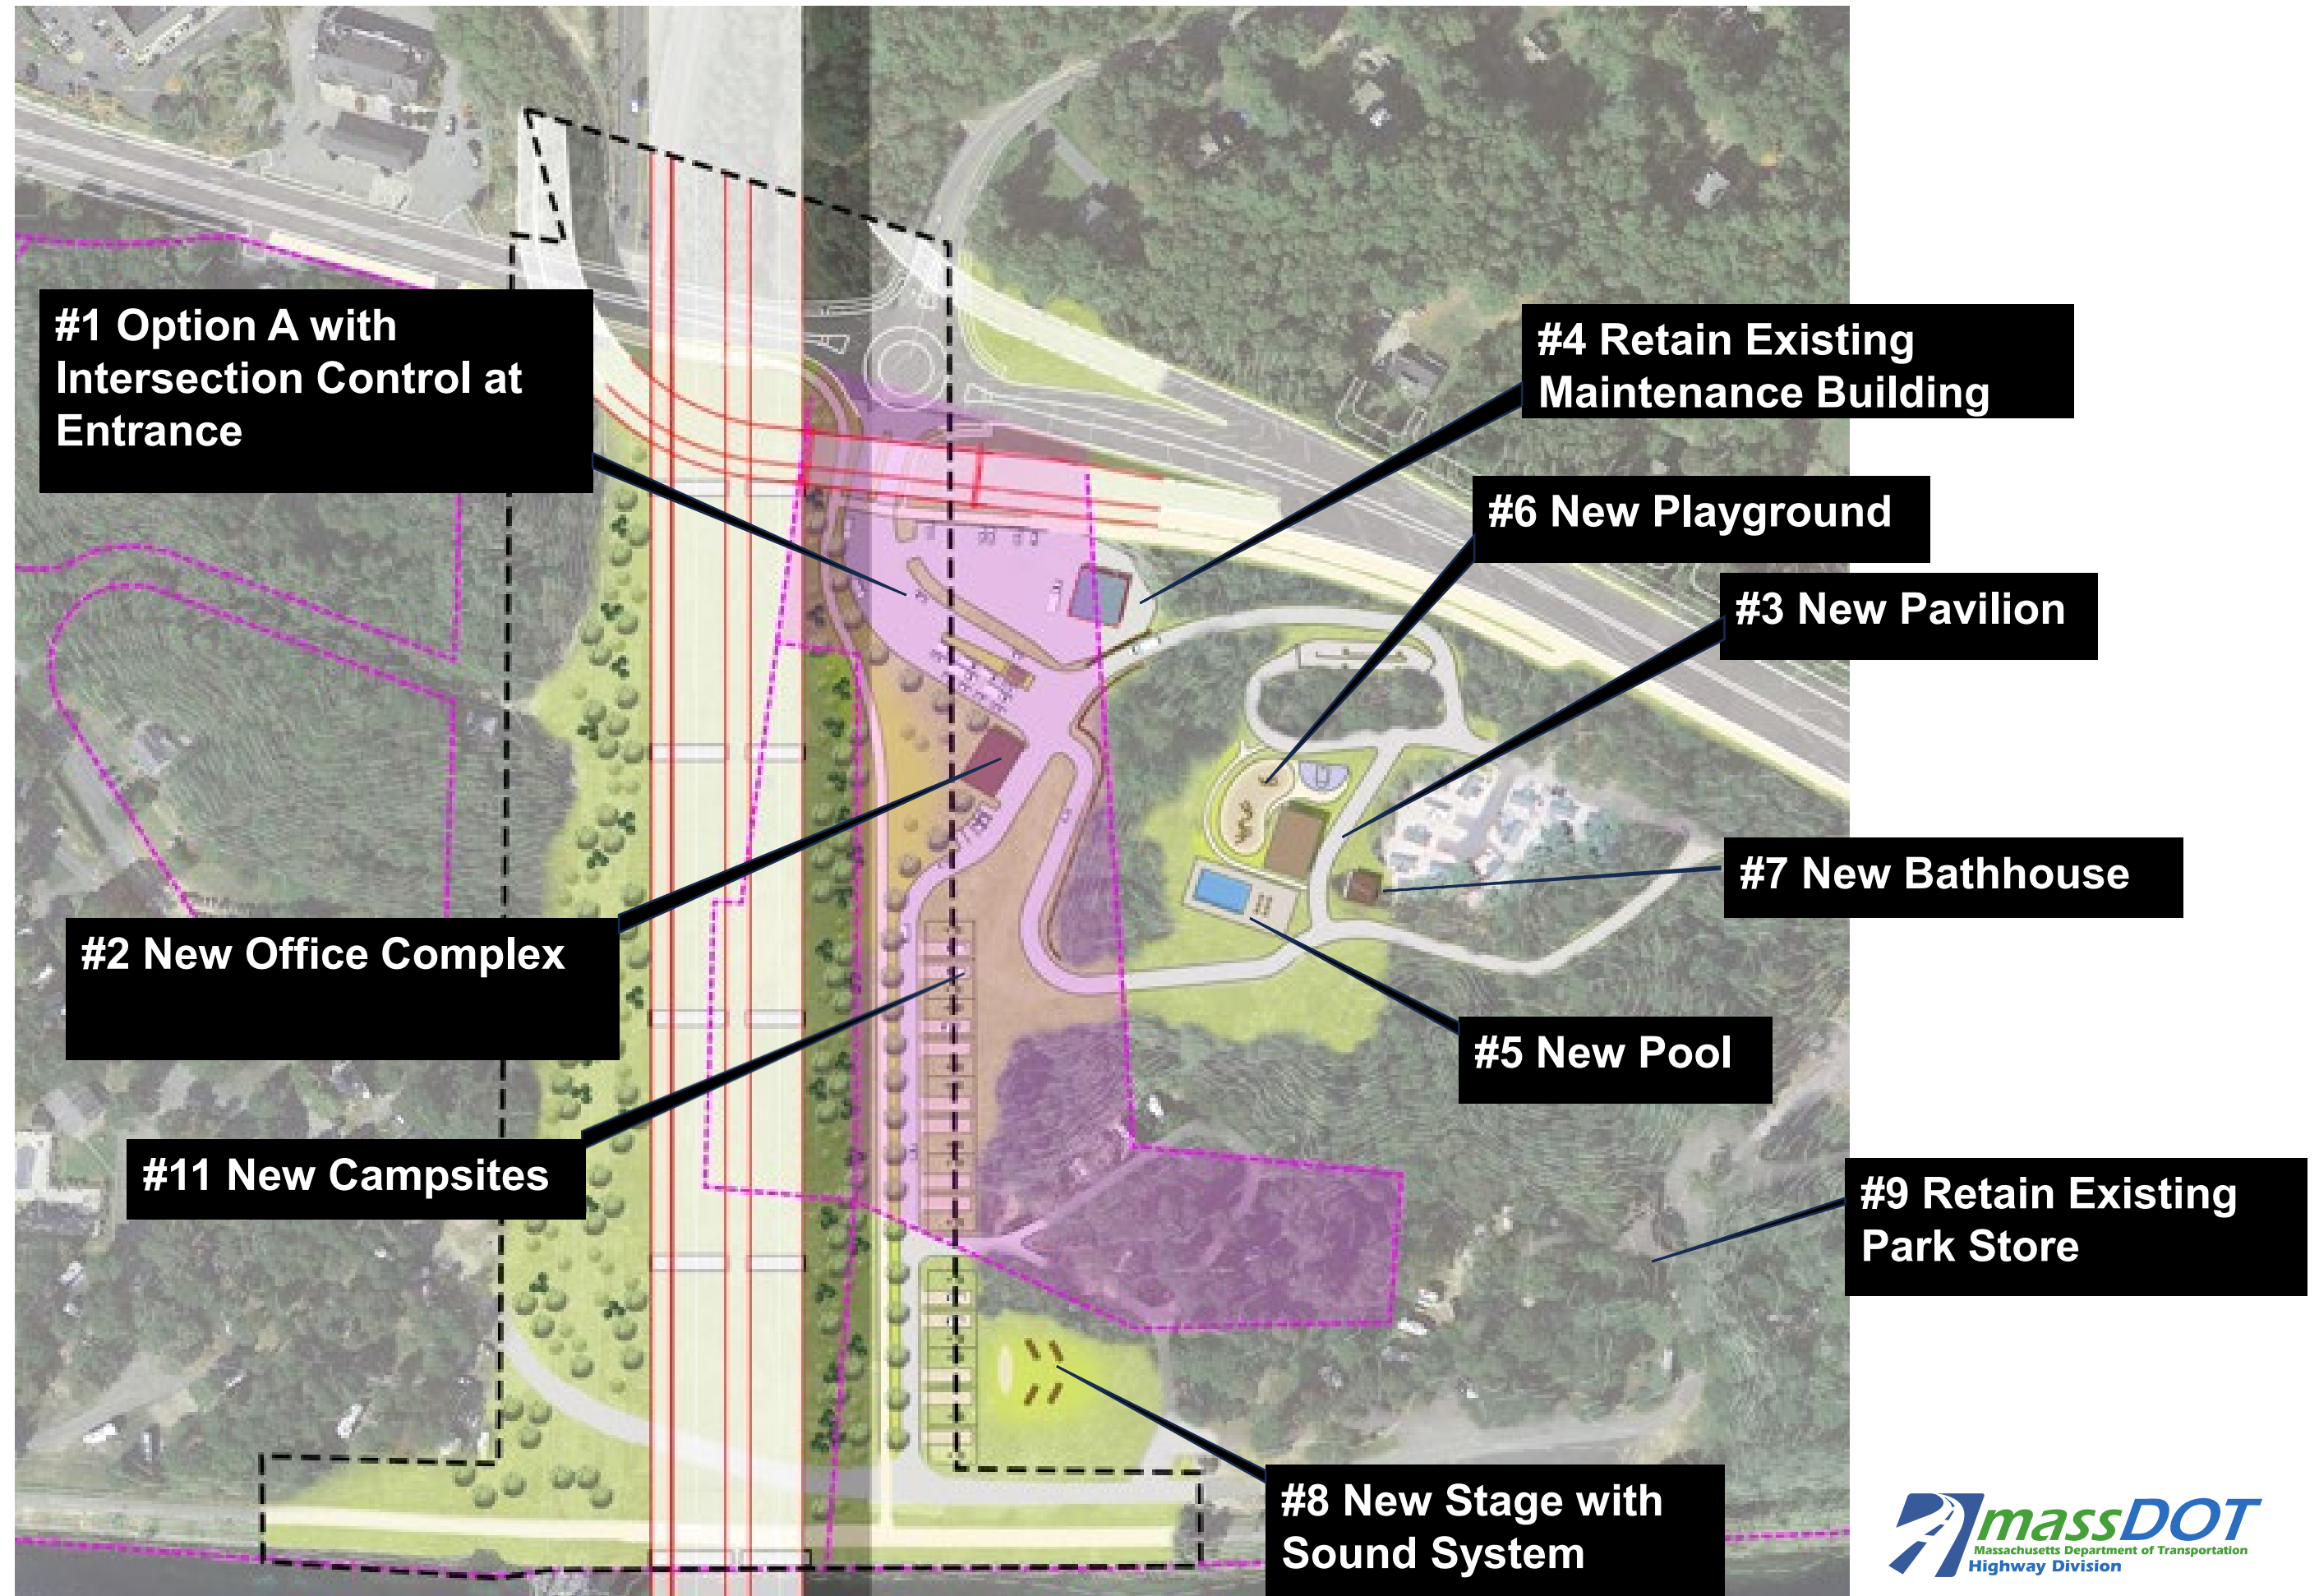 #1 Option A with
Intersection Control at
Entrance
#4 Retain Existing
Maintenance Building
#6 New Playground
#3 New Pavilion
#7 New Bathhouse
#2 New Office Complex
#5 New Pool
#11 New Campsites
#9 Retain Existing
Park Store
#8 New Stage with
Sound System
massDOT
Massachusetts Department of Transportation
Highway Division